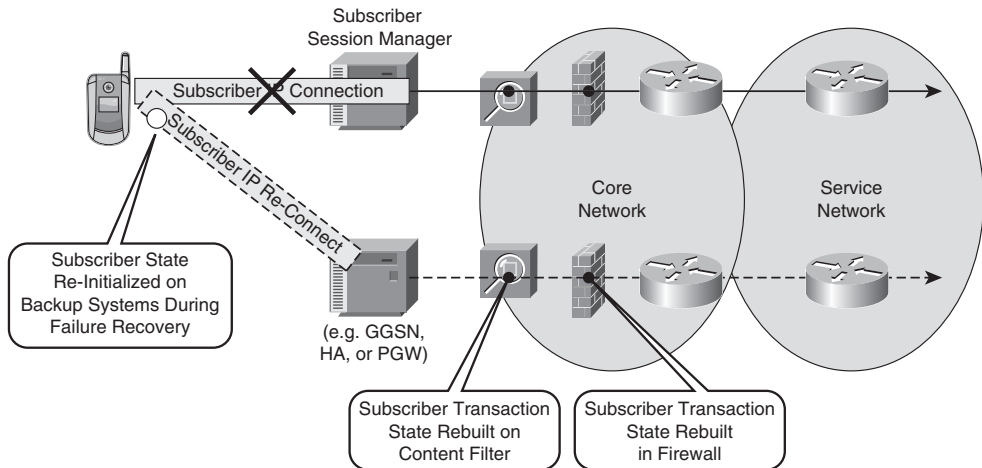 Subscriber
Session Manager
Subscriber IP Connection
Subscriber IP Re-Connect
Core
Network
Service
Network
Subscriber State
Re-Initialized on
Backup Systems During
Failure Recovery
(e.g. GGSN,
HA, or PGW)
Subscriber Transaction
State Rebuilt on
Content Filter
Subscriber Transaction
State Rebuilt
in Firewall